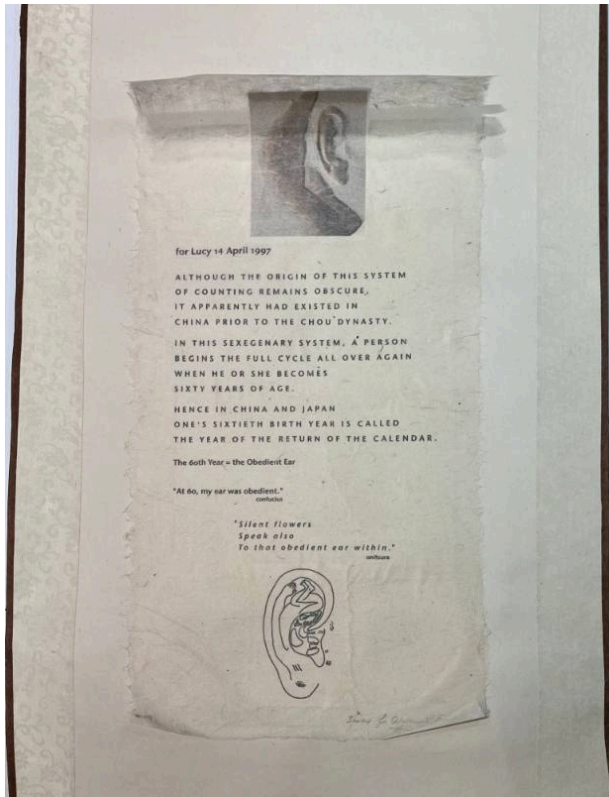 for Lucy 14 April 1997
ALTHOUGH THE ORIGIN OF THIS SYSTEM
OF COUNTING REMAINS OBSCURE,
IT APPARENTLY HAD EXISTED IN
CHINA PRIOR TO THE CHOU DYNASTY.
IN THIS SEXEGENARY SYSTEM, A PERSON
BEGINS THE FULL CYCLE ALL OVER AGAIN
WHEN HE OR SHE BECOMES
SIXTY YEARS OF AGE.
HENCE IN CHINA AND JAPAN
ONE'S SIXTIETH BIRTH YEAR IS CALLED
THE YEAR OF THE RETURN OF THE CALENDAR.
The 60th Year = the Obedient Ear
"At 60, my ear was obedient."
confucius
"Silent flowers
Speak also
To that obedient ear within."
onitsura